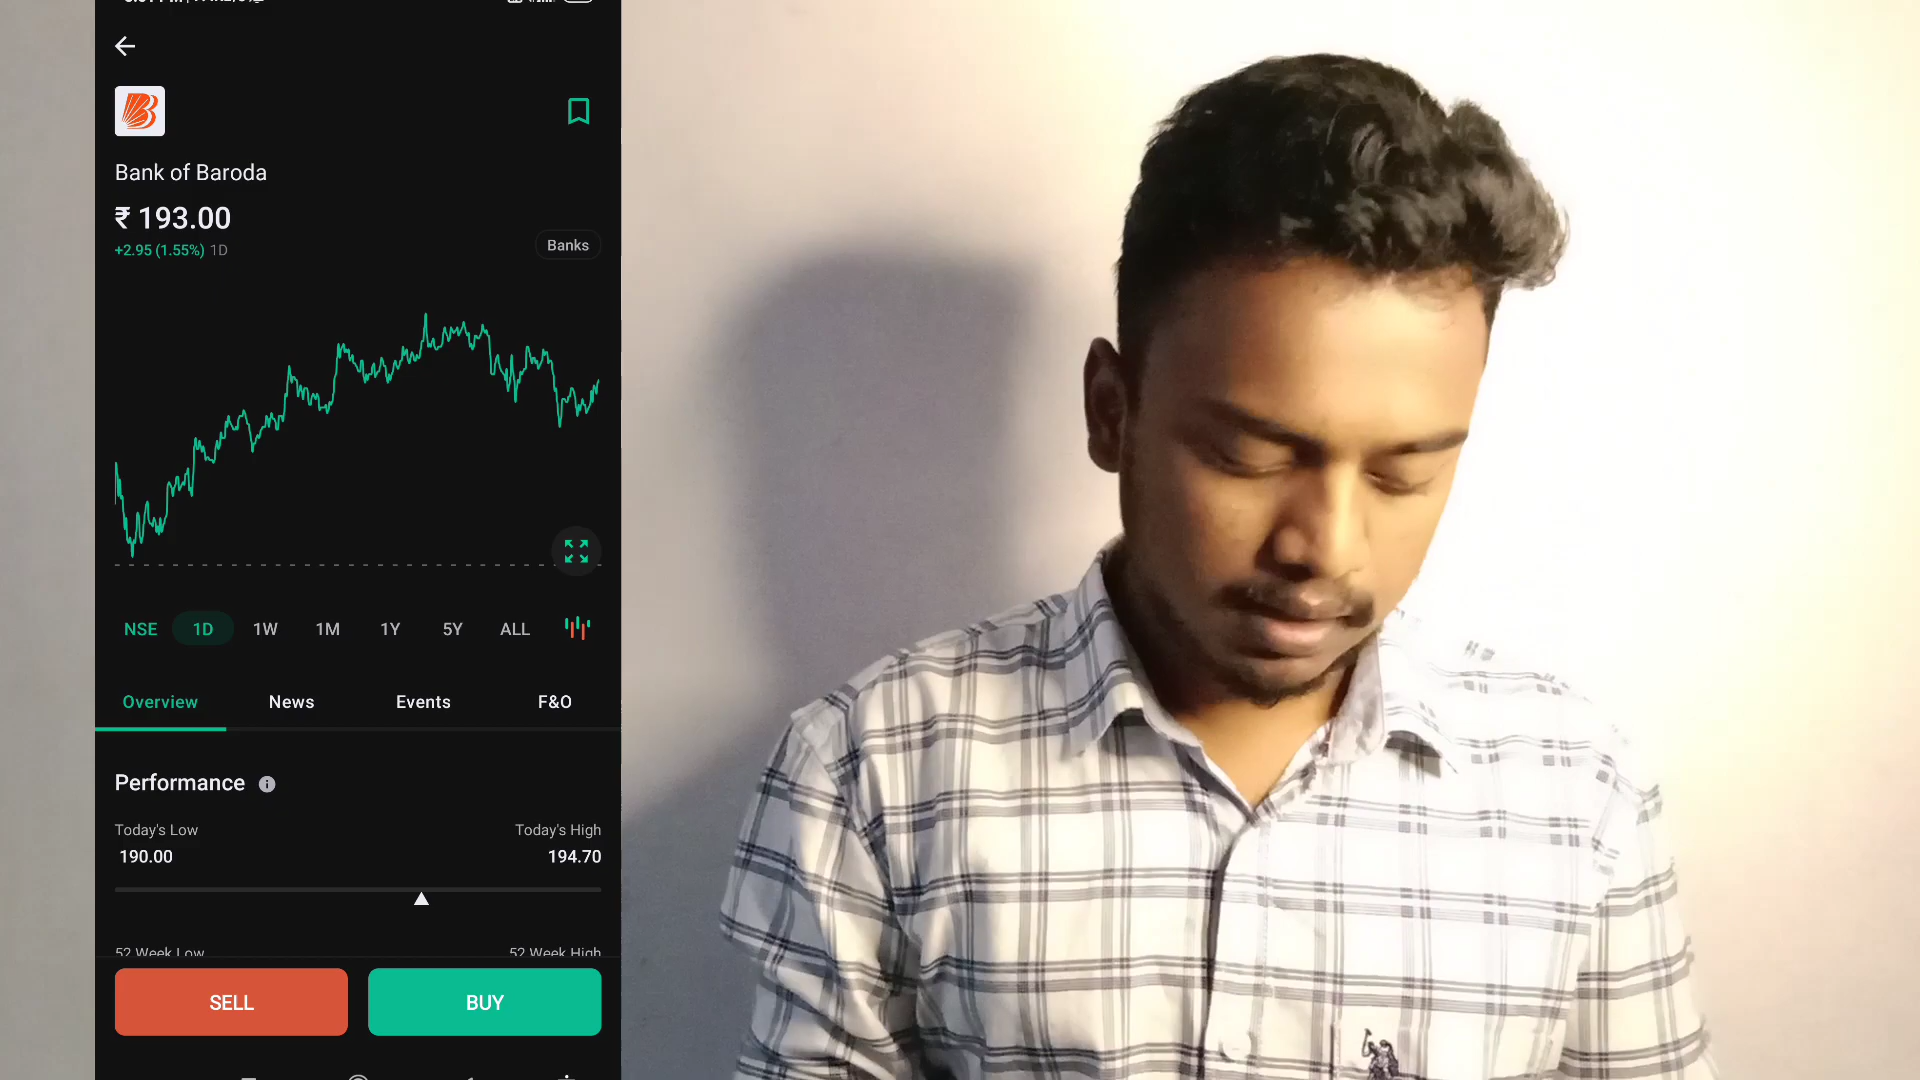 Bank of Baroda
₹ 193.00
+2.95 (1.55%) 1D
Banks
NSE 1D 1W 1M 1Y 5Y ALL
Overview News Events F&O
Performance
Today's Low Today's High
190.00 194.70
52 Week Low 52 Week High
SELL BUY